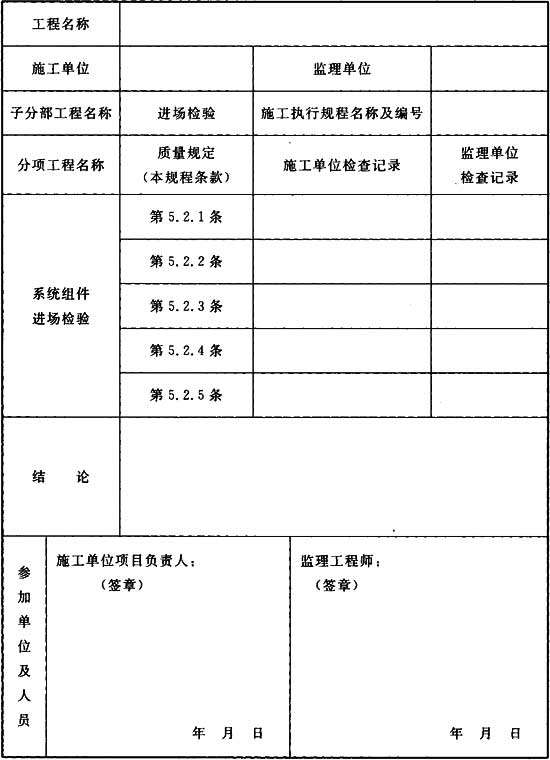 工程名称
施工单位
监理单位
子分部工程名称
进场检验
施工执行规程名称及编号
分项工程名称
质量规定
（本规程条款）
施工单位检查记录
监理单位
检查记录
系统组件
进场检验
第5.2.1条
第5.2.2条
第5.2.3条
第5.2.4条
第5.2.5条
结　　论
参加单位及人员
施工单位项目负责人：
（签章）
年　月　日
监理工程师：
（签章）
年　月　日